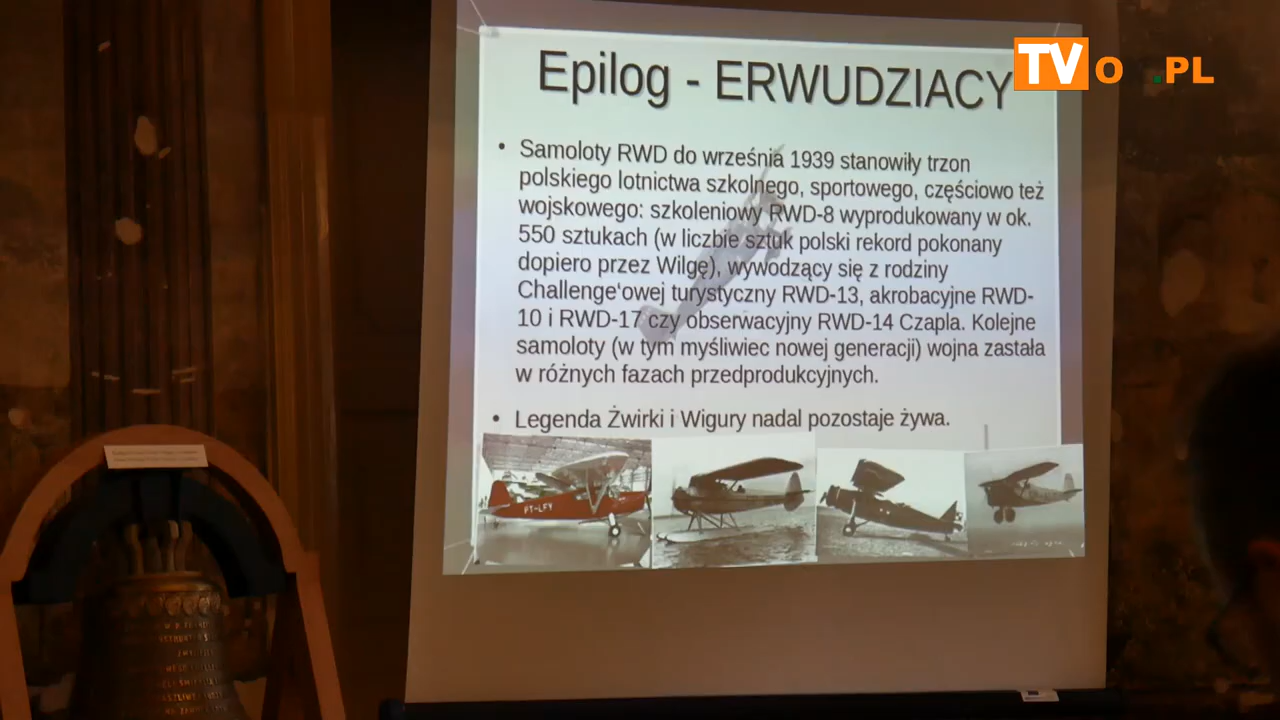 Epilog - ERWUDZIACY
TVO .PL
• Samoloty RWD do września 1939 stanowiły trzon
polskiego lotnictwa szkolnego, sportowego, częściowo też
wojskowego: szkoleniowy RWD-8 wyprodukowany w ok.
550 sztukach (w liczbie sztuk polski rekord pokonany
dopiero przez Wilgę), wywodzący się z rodziny
Challenge‘owej turystyczny RWD-13, akrobacyjne RWD-
10 i RWD-17 czy obserwacyjny RWD-14 Czapla. Kolejne
samoloty (w tym myśliwiec nowej generacji) wojna zastała
w różnych fazach przedprodukcyjnych.
• Legenda Żwirki i Wigury nadal pozostaje żywa.